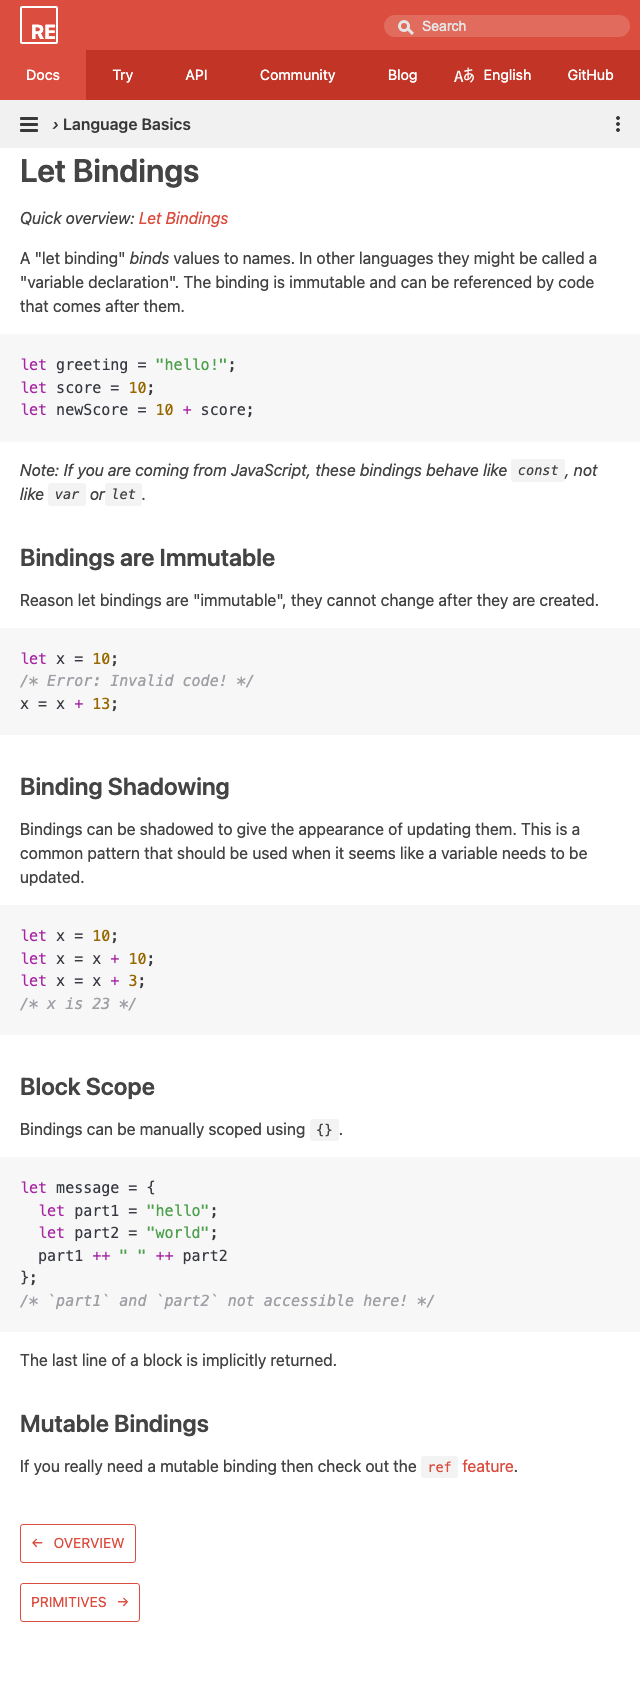 RE
Search
Docs Try API Community Blog Aあ English GitHub
› Language Basics
Let Bindings
Quick overview: Let Bindings
A "let binding" binds values to names. In other languages they might be called a
"variable declaration". The binding is immutable and can be referenced by code
that comes after them.
let greeting = "hello!";
let score = 10;
let newScore = 10 + score;
Note: If you are coming from JavaScript, these bindings behave like const, not
like var or let.
Bindings are Immutable
Reason let bindings are "immutable", they cannot change after they are created.
let x = 10;
/* Error: Invalid code! */
x = x + 13;
Binding Shadowing
Bindings can be shadowed to give the appearance of updating them. This is a
common pattern that should be used when it seems like a variable needs to be
updated.
let x = 10;
let x = x + 10;
let x = x + 3;
/* x is 23 */
Block Scope
Bindings can be manually scoped using {}.
let message = {
  let part1 = "hello";
  let part2 = "world";
  part1 ++ " " ++ part2
};
/* `part1` and `part2` not accessible here! */
The last line of a block is implicitly returned.
Mutable Bindings
If you really need a mutable binding then check out the ref feature.
← OVERVIEW
PRIMITIVES →